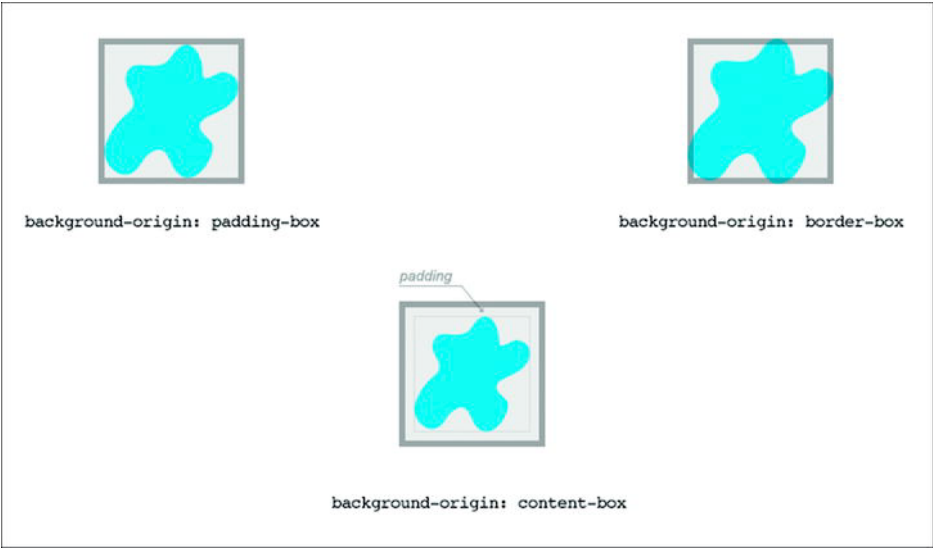 background-origin: padding-box
background-origin: border-box
padding
background-origin: content-box